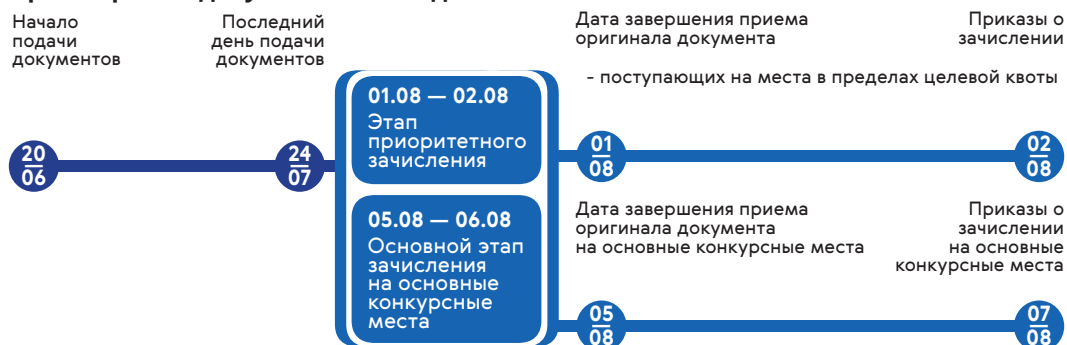 Начало
подачи
документов
Последний
день подачи
документов
Дата завершения приема
оригинала документа
Приказы о
зачислении
- поступающих на места в пределах целевой квоты
20
06
24
07
01.08 — 02.08
Этап
приоритетного
зачисления
01
08
02
08
05.08 — 06.08
Основной этап
зачисления
на основные
конкурсные
места
Дата завершения приема
оригинала документа
на основные конкурсные места
Приказы о
зачислении
на основные
конкурсные места
05
08
07
08